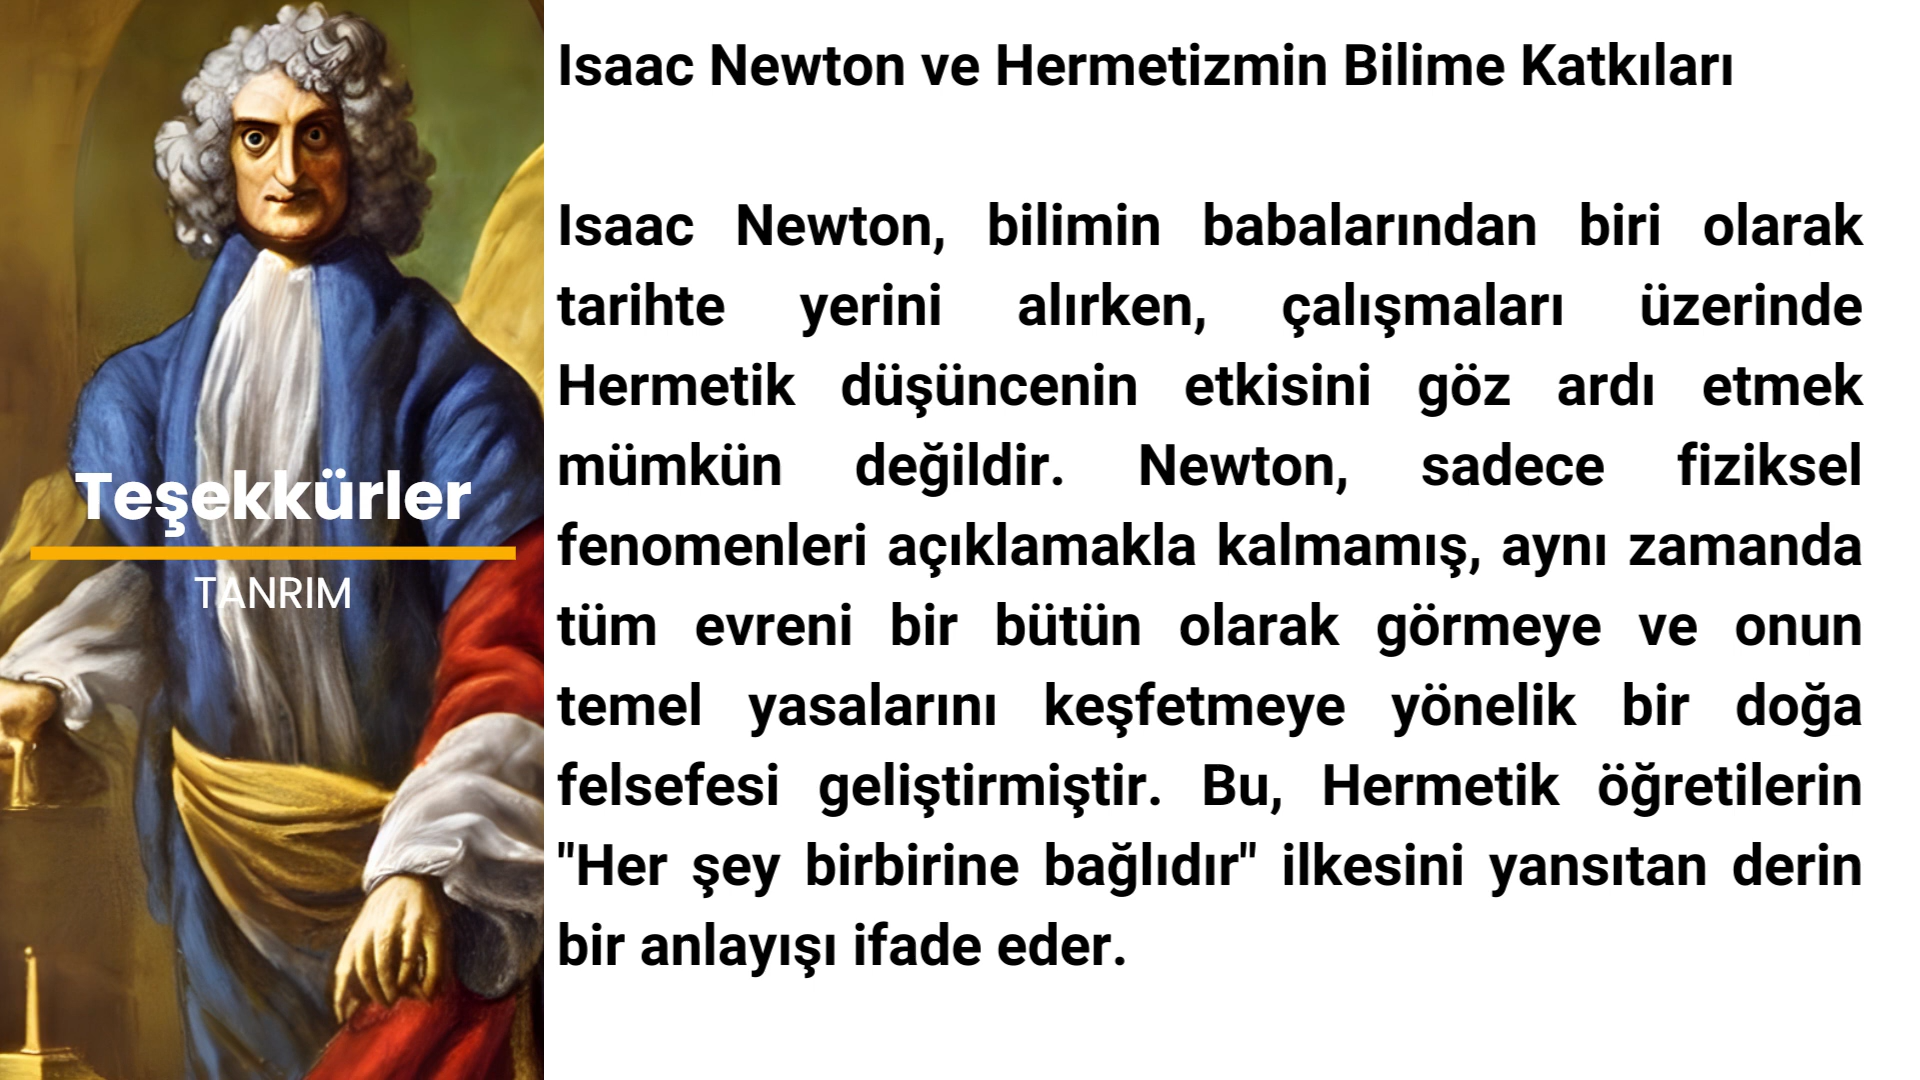 Teşekkürler
TANRIM
Isaac Newton ve Hermetizmin Bilime Katkıları
Isaac Newton, bilimin babalarından biri olarak
tarihte yerini alırken, çalışmaları üzerinde
Hermetik düşüncenin etkisini göz ardı etmek
mümkün değildir. Newton, sadece fiziksel
fenomenleri açıklamakla kalmamış, aynı zamanda
tüm evreni bir bütün olarak görmeye ve onun
temel yasalarını keşfetmeye yönelik bir doğa
felsefesi geliştirmiştir. Bu, Hermetik öğretilerin
"Her şey birbirine bağlıdır" ilkesini yansıtan derin
bir anlayışı ifade eder.